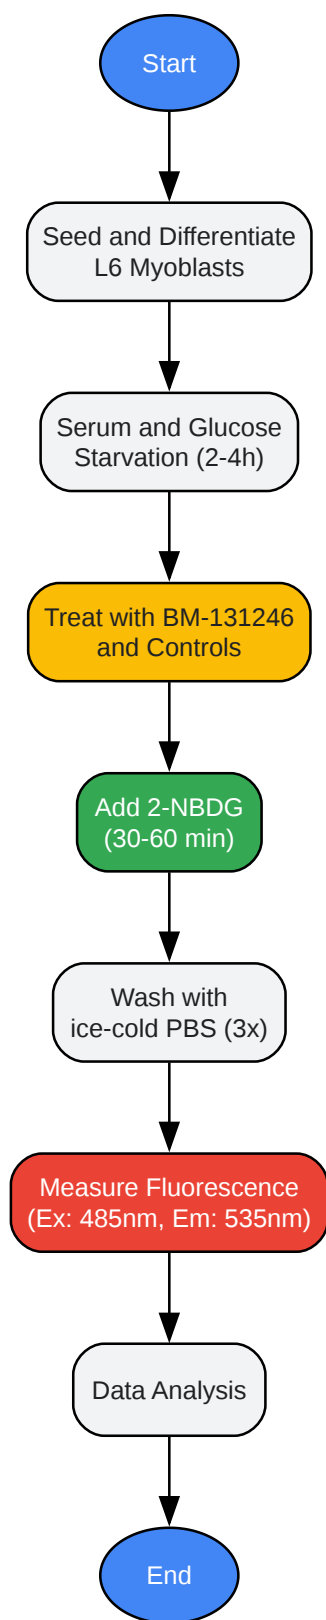 Start
Seed and Differentiate
L6 Myoblasts
Serum and Glucose
Starvation (2-4h)
Treat with BM-131246
and Controls
Add 2-NBDG
(30-60 min)
Wash with
ice-cold PBS (3x)
Measure Fluorescence
(Ex: 485nm, Em: 535nm)
Data Analysis
End